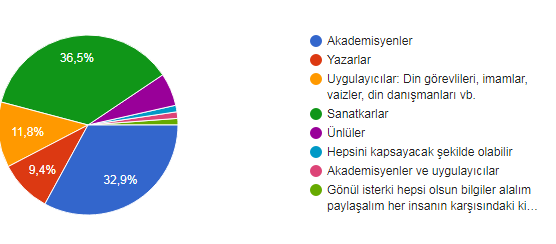 36,5%
11,8%
9,4%
32,9%
Akademisyenler
Yazarlar
Uygulayıcılar: Din görevlileri, imamlar,
vaizler, din danışmanları vb.
Sanatkarlar
Ünlüler
Hepsini kapsayacak şekilde olabilir
Akademisyenler ve uygulayıcılar
Gönül isterki hepsi olsun bilgiler alalım
paylaşalım her insanın karşısındaki ki…